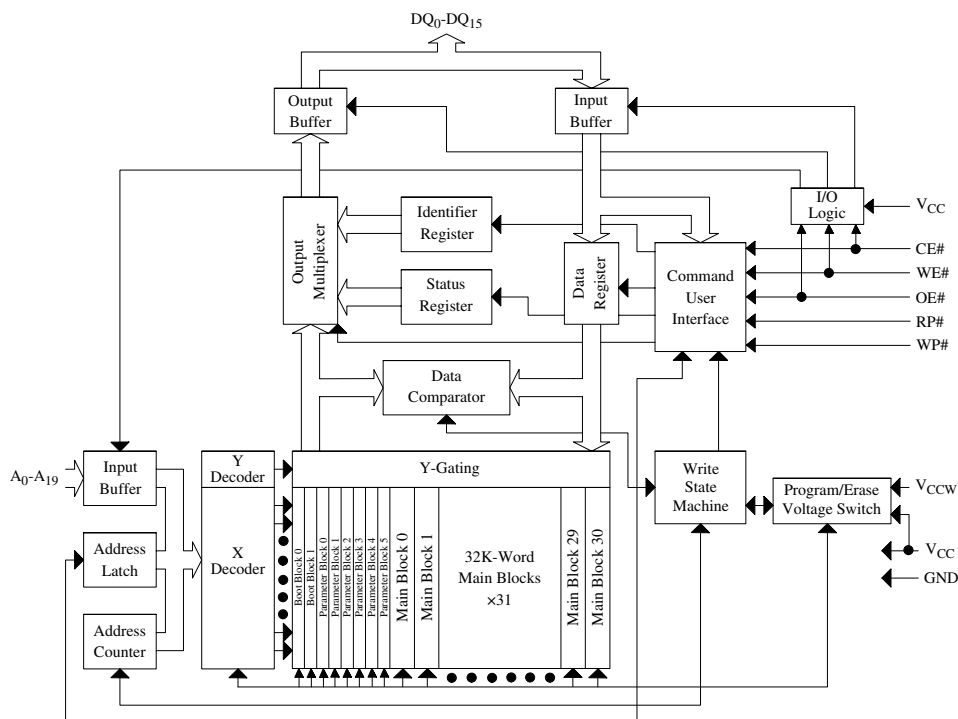 DQ0-DQ15
Output
Buffer
Input
Buffer
I/O
Logic
VCC
Output
Multiplexer
Identifier
Register
Status
Register
Data
Register
Command
User
Interface
CE#
WE#
OE#
RP#
WP#
Data
Comparator
A0-A19
Input
Buffer
Y
Decoder
Y-Gating
Write
State
Machine
Program/Erase
Voltage Switch
VCCW
VCC
GND
Address
Latch
X
Decoder
Boot Block 0
Boot Block 1
Parameter Block 0
Parameter Block 1
Parameter Block 2
Parameter Block 3
Parameter Block 4
Parameter Block 5
Main Block 0
Main Block 1
32K-Word
Main Blocks
×31
Main Block 29
Main Block 30
Address
Counter